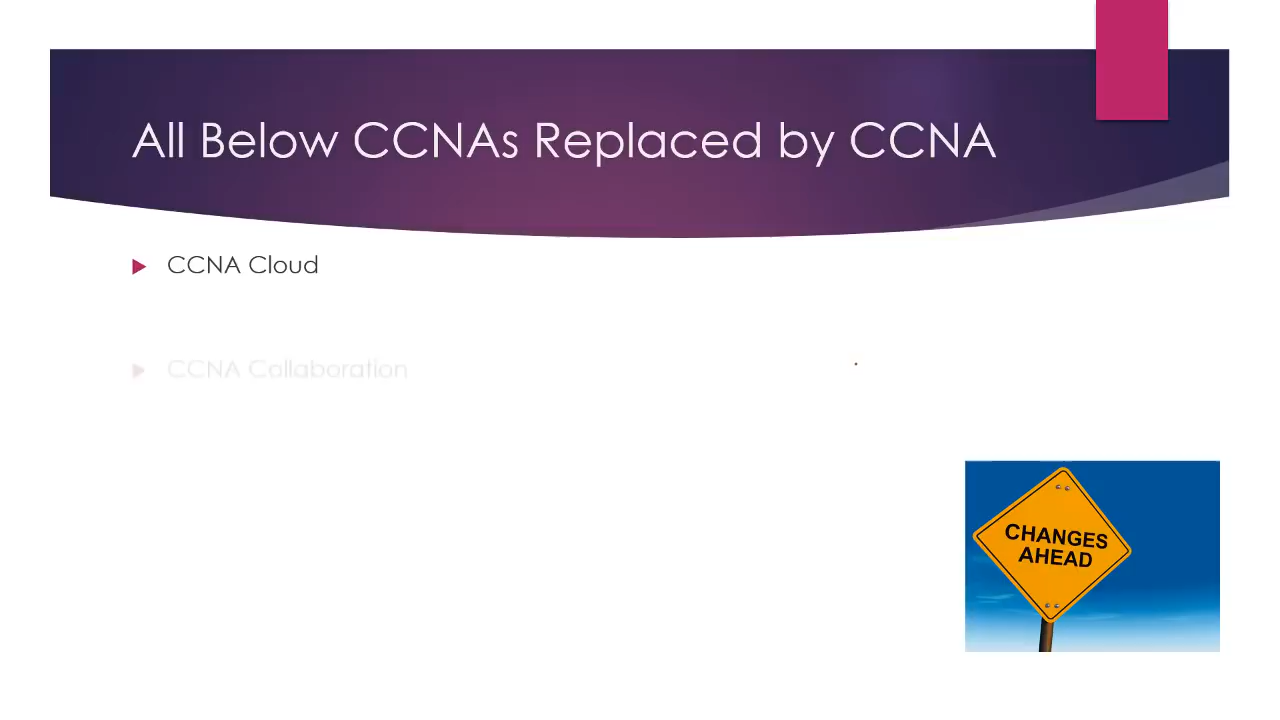 All Below CCNAs Replaced by CCNA
CCNA Cloud
CCNA Collaboration
CHANGES
AHEAD